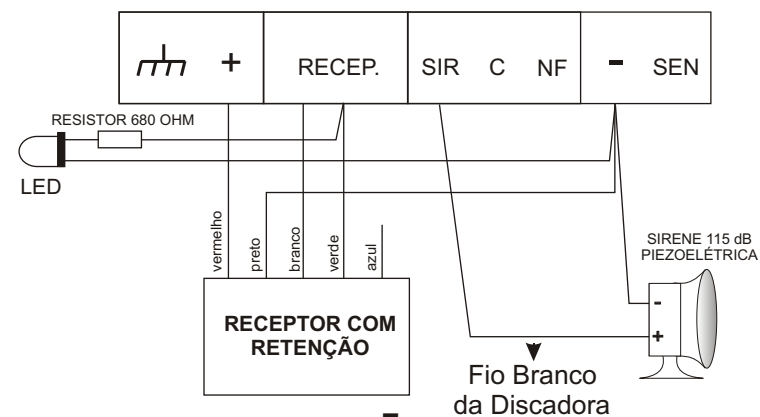 + RECEP. SIR C NF - SEN
RESISTOR 680 OHM
LED
vermelho
preto
branco
verde
azul
SIRENE 115 dB
PIEZOELÉTRICA
-
+
RECEPTOR COM
RETENÇÃO
Fio Branco
da Discadora